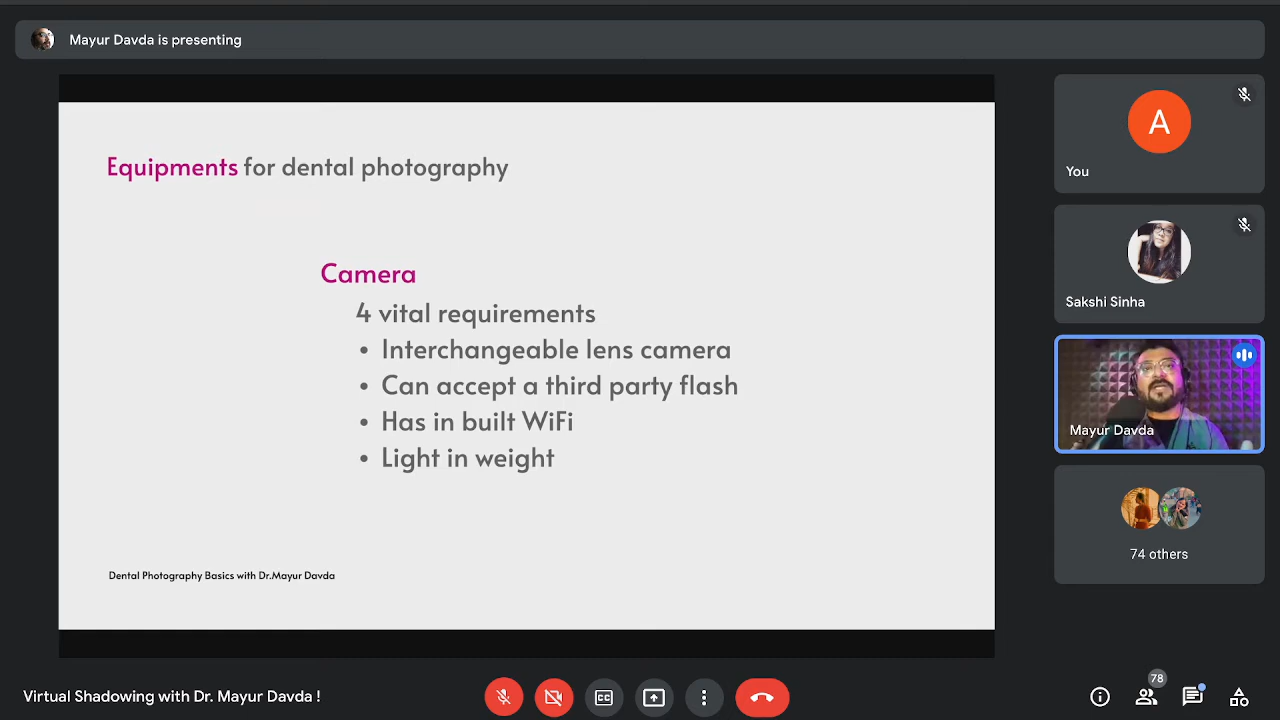 Mayur Davda is presenting
Equipments for dental photography
Camera
4 vital requirements
• Interchangeable lens camera
• Can accept a third party flash
• Has in built WiFi
• Light in weight
Dental Photography Basics with Dr.Mayur Davda
A
You
Sakshi Sinha
Mayur Davda
74 others
Virtual Shadowing with Dr. Mayur Davda !
CC
78